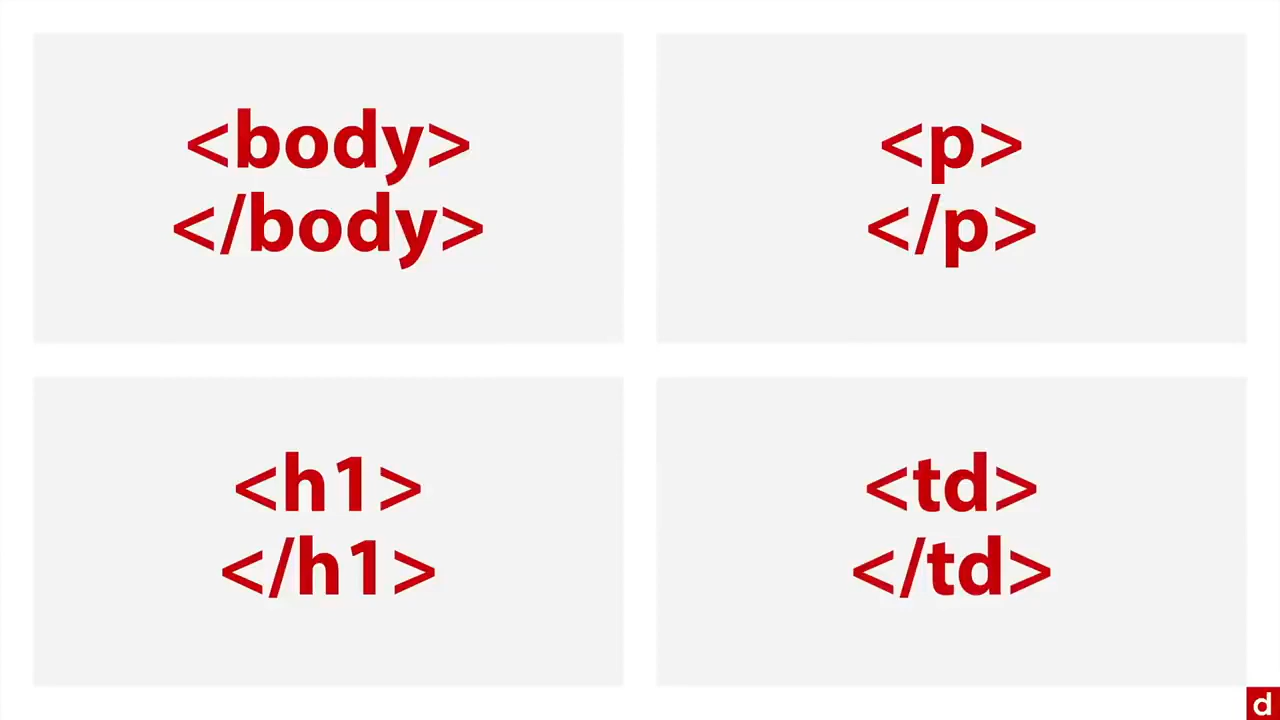 <body>
</body>
<p>
</p>
<h1>
</h1>
<td>
</td>
d